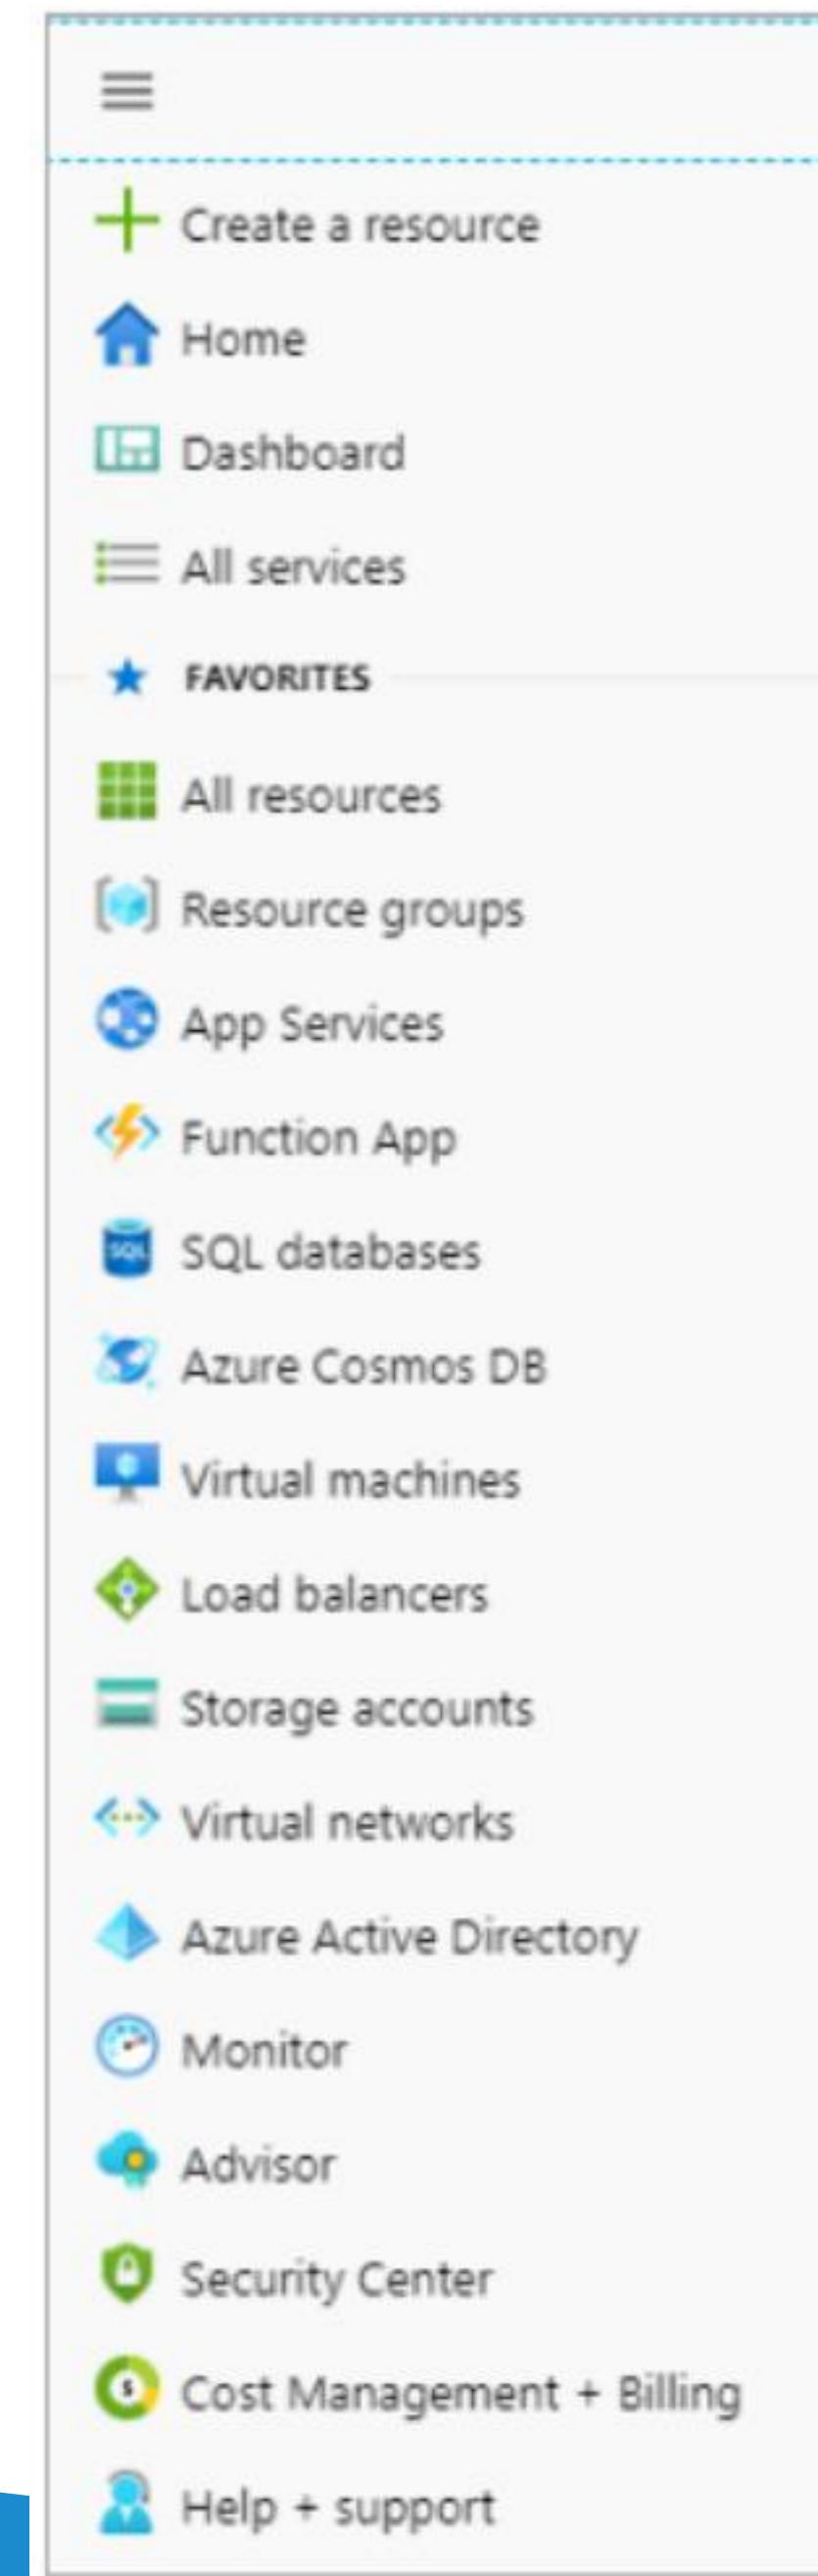 Create a resource
Home
Dashboard
All services
FAVORITES
All resources
Resource groups
App Services
Function App
SQL databases
Azure Cosmos DB
Virtual machines
Load balancers
Storage accounts
Virtual networks
Azure Active Directory
Monitor
Advisor
Security Center
Cost Management + Billing
Help + support